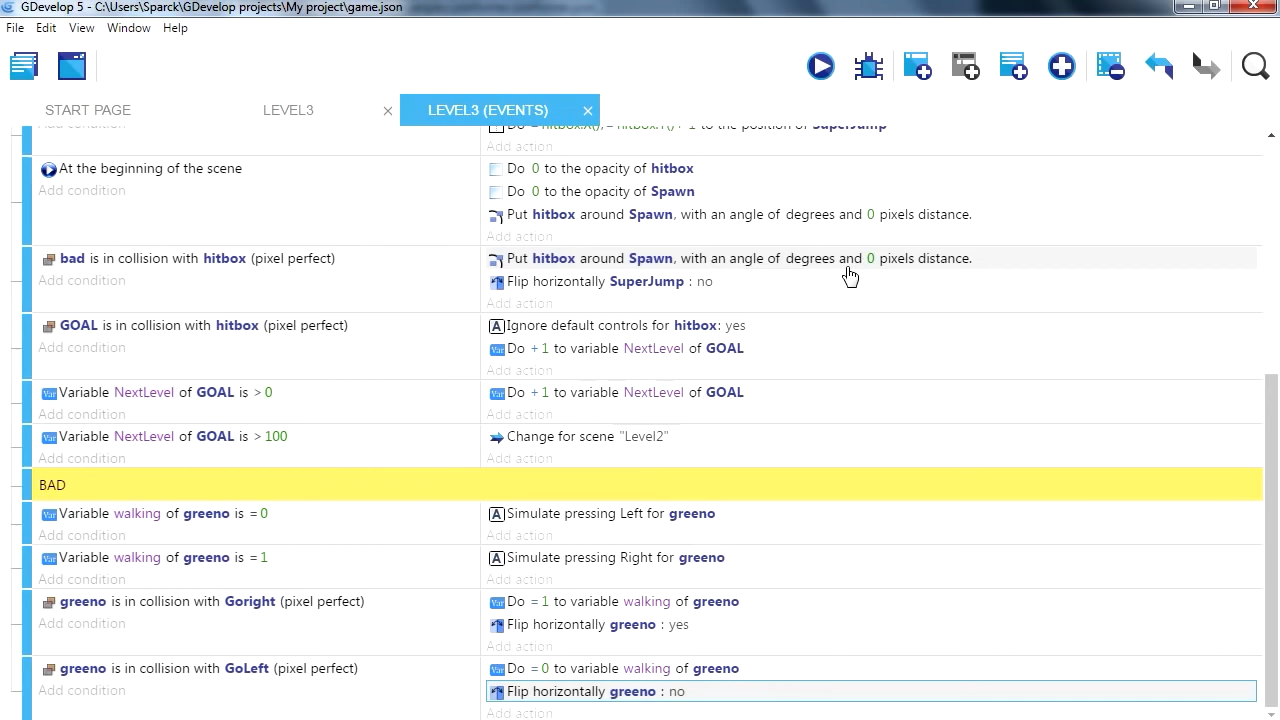 GDevelop 5 - C:\Users\Sparck\GDevelop projects\My project\game.json
File Edit View Window Help
START PAGE LEVEL3 LEVEL3 (EVENTS)
Add condition Do = hitbox.X();= hitbox.Y()+ 1 to the position of SuperJump
At the beginning of the scene Do 0 to the opacity of hitbox
Add condition Do 0 to the opacity of Spawn
Put hitbox around Spawn, with an angle of degrees and 0 pixels distance.
Add action
bad is in collision with hitbox (pixel perfect) Put hitbox around Spawn, with an angle of degrees and 0 pixels distance.
Add condition Flip horizontally SuperJump : no
Add action
GOAL is in collision with hitbox (pixel perfect) Ignore default controls for hitbox: yes
Add condition Do +1 to variable NextLevel of GOAL
Add action
Variable NextLevel of GOAL is > 0 Do +1 to variable NextLevel of GOAL
Add condition Add action
Variable NextLevel of GOAL is > 100 Change for scene "Level2"
Add condition Add action
BAD
Variable walking of greeno is = 0 Simulate pressing Left for greeno
Add condition Add action
Variable walking of greeno is = 1 Simulate pressing Right for greeno
Add condition Add action
greeno is in collision with Goright (pixel perfect) Do = 1 to variable walking of greeno
Add condition Flip horizontally greeno : yes
Add action
greeno is in collision with GoLeft (pixel perfect) Do = 0 to variable walking of greeno
Add condition Flip horizontally greeno : no
Add action